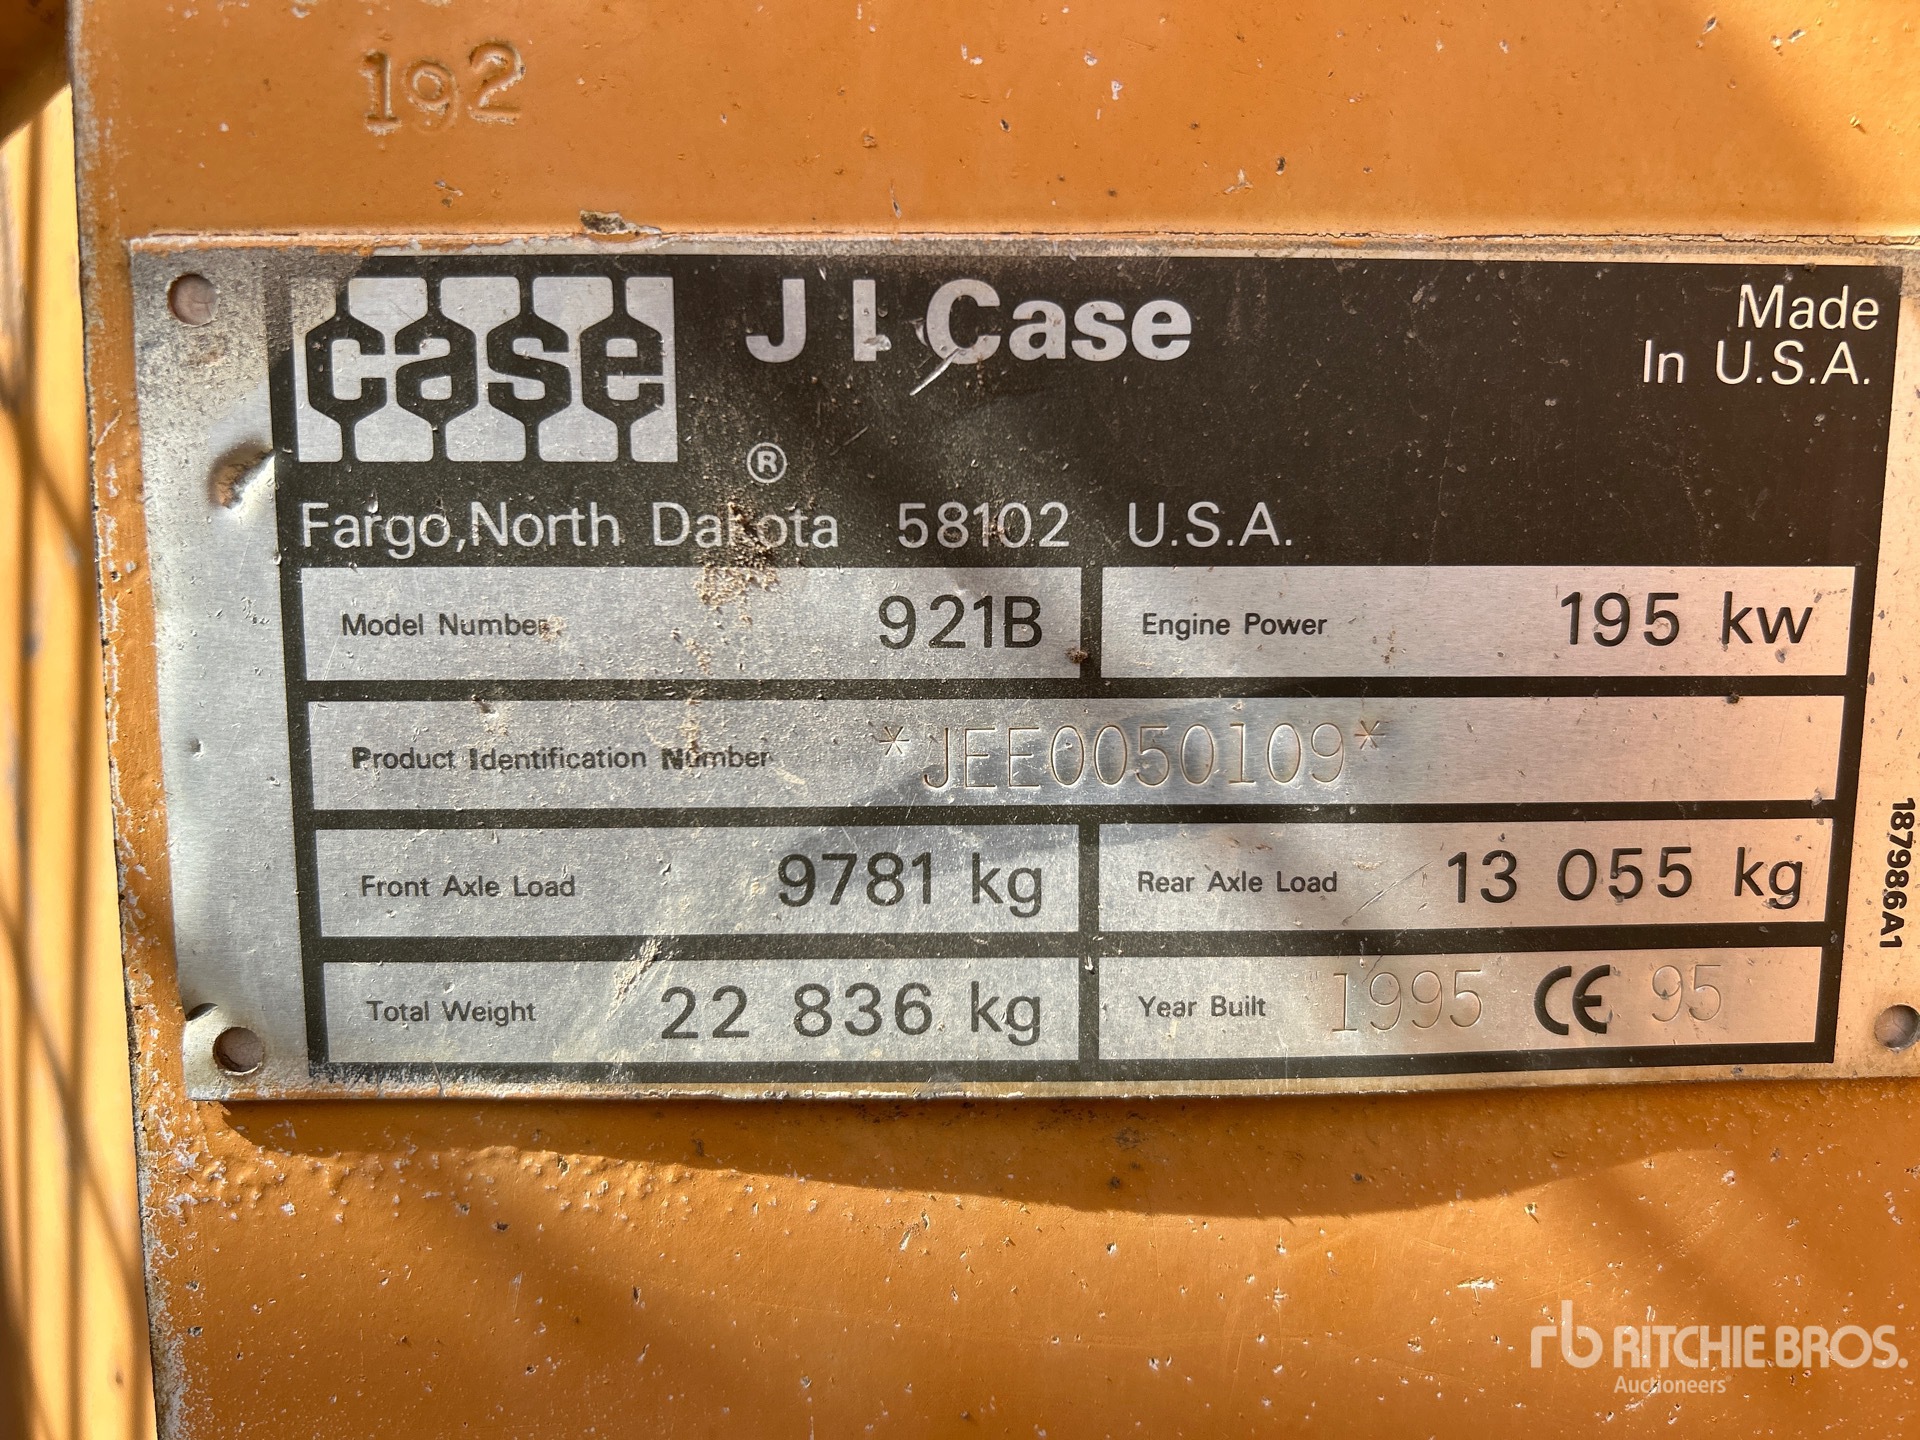 192
case
J I Case
Made
In U.S.A.
®
Fargo, North Dakota 58102 U.S.A.
Model Number 921B
Engine Power 195 kw
Product Identification Number *JEE0050109*
Front Axle Load 9781 kg
Rear Axle Load 13 055 kg
Total Weight 22 836 kg
Year Built 1995 CE 95
187986A1
rb RITCHIE BROS.
Auctioneers